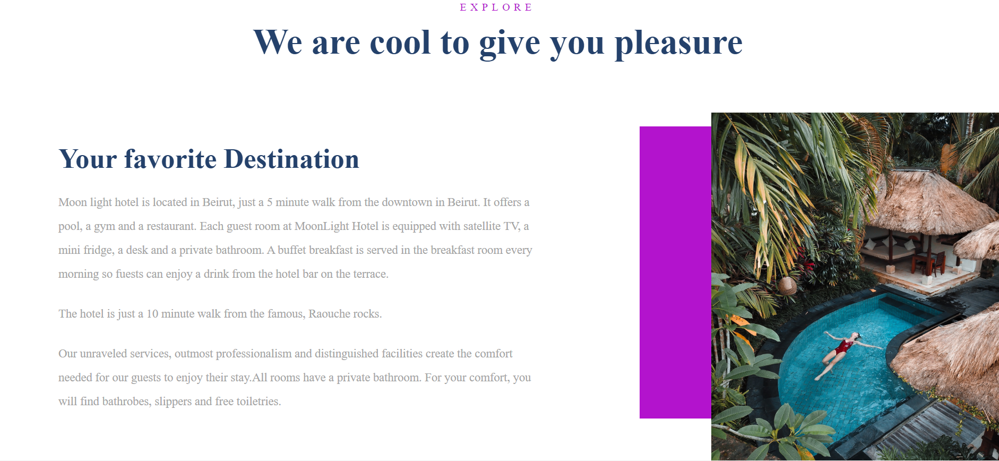 EXPLORE
We are cool to give you pleasure
Your favorite Destination
Moon light hotel is located in Beirut, just a 5 minute walk from the downtown in Beirut. It offers a
pool, a gym and a restaurant. Each guest room at MoonLight Hotel is equipped with satellite TV, a
mini fridge, a desk and a private bathroom. A buffet breakfast is served in the breakfast room every
morning so fuests can enjoy a drink from the hotel bar on the terrace.
The hotel is just a 10 minute walk from the famous, Raouche rocks.
Our unraveled services, outmost professionalism and distinguished facilities create the comfort
needed for our guests to enjoy their stay.All rooms have a private bathroom. For your comfort, you
will find bathrobes, slippers and free toiletries.